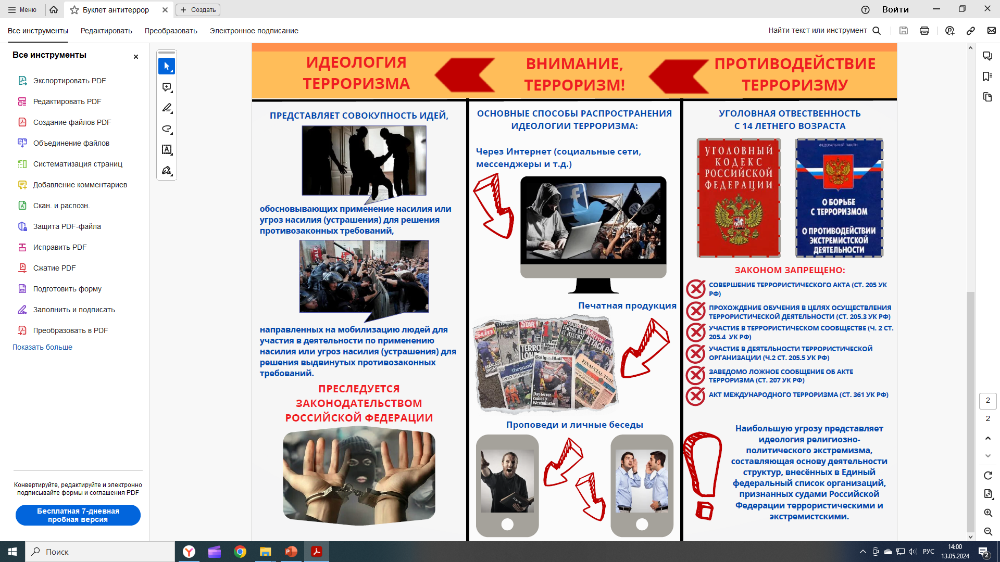 Меню
Буклет антитеррор
Создать
Войти
Все инструменты
Редактировать
Преобразовать
Электронное подписание
Найти текст или инструмент
Все инструменты
Экспортировать PDF
Редактировать PDF
Создание файлов PDF
Объединение файлов
Систематизация страниц
Добавление комментариев
Скан. и распозн.
Защита PDF-файла
Исправить PDF
Сжатие PDF
Подготовить форму
Заполнить и подписать
Преобразовать в PDF
Показать больше
Конвертируйте, редактируйте и электронно
подписывайте формы и соглашения PDF
Бесплатная 7-дневная
пробная версия
ИДЕОЛОГИЯ
ТЕРРОРИЗМА
ПРЕДСТАВЛЯЕТ СОВОКУПНОСТЬ ИДЕЙ,
обосновывающих применение насилия или
угроз насилия (устрашения) для решения
противозаконных требований,
направленных на мобилизацию людей для
участия в деятельности по применению
насилия или угроз насилия (устрашения) для
решения выдвинутых противозаконных
требований.
ПРЕСЛЕДУЕТСЯ
ЗАКОНОДАТЕЛЬСТВОМ
РОССИЙСКОЙ ФЕДЕРАЦИИ
ВНИМАНИЕ,
ТЕРРОРИЗМ!
ОСНОВНЫЕ СПОСОБЫ РАСПРОСТРАНЕНИЯ
ИДЕОЛОГИИ ТЕРРОРИЗМА:
Через Интернет (социальные сети,
мессенджеры и т.д.)
Печатная продукция
Sun
STAR
TERRO
LOND
DAILY EXP
TERROR
AT WESTMI
Mirror
ATTACK ON
theguard
Terror in Westmin
Daily Mail
Day terror
came to
Westminster
FINANCIAL TIME
Проповеди и личные беседы
ПРОТИВОДЕЙСТВИЕ
ТЕРРОРИЗМУ
УГОЛОВНАЯ ОТВЕСТВЕННОСТЬ
С 14 ЛЕТНЕГО ВОЗРАСТА
УГОЛОВНЫЙ
КОДЕКС
РОССИЙСКОЙ
ФЕДЕРАЦИИ
ФЕДЕРАЛЬНЫЙ ЗАКОН
О БОРЬБЕ
С ТЕРРОРИЗМОМ
О ПРОТИВОДЕЙСТВИИ
ЭКСТРЕМИСТСКОЙ
ДЕЯТЕЛЬНОСТИ
ЗАКОНОМ ЗАПРЕЩЕНО:
СОВЕРШЕНИЕ ТЕРРОРИСТИЧЕСКОГО АКТА (СТ. 205 УК
РФ)
ПРОХОЖДЕНИЕ ОБУЧЕНИЯ В ЦЕЛЯХ ОСУЩЕСТВЛЕНИЯ
ТЕРРОРИСТИЧЕСКОЙ ДЕЯТЕЛЬНОСТИ (СТ. 205.3 УК РФ)
УЧАСТИЕ В ТЕРРОРИСТИЧЕСКОМ СООБЩЕСТВЕ (Ч. 2 СТ.
205.4 УК РФ)
УЧАСТИЕ В ДЕЯТЕЛЬНОСТИ ТЕРРОРИСТИЧЕСКОЙ
ОРГАНИЗАЦИИ (Ч.2 СТ. 205.5 УК РФ)
ЗАВЕДОМО ЛОЖНОЕ СООБЩЕНИЕ ОБ АКТЕ
ТЕРРОРИЗМА (СТ. 207 УК РФ)
АКТ МЕЖДУНАРОДНОГО ТЕРРОРИЗМА (СТ. 361 УК РФ)
Наибольшую угрозу представляет
идеология религиозно-
политического экстремизма,
составляющая основу деятельности
структур, внесённых в Единый
федеральный список организаций,
признанных судами Российской
Федерации террористическими и
экстремистскими.
2
2
Поиск
РУС
14:00
13.05.2024
2